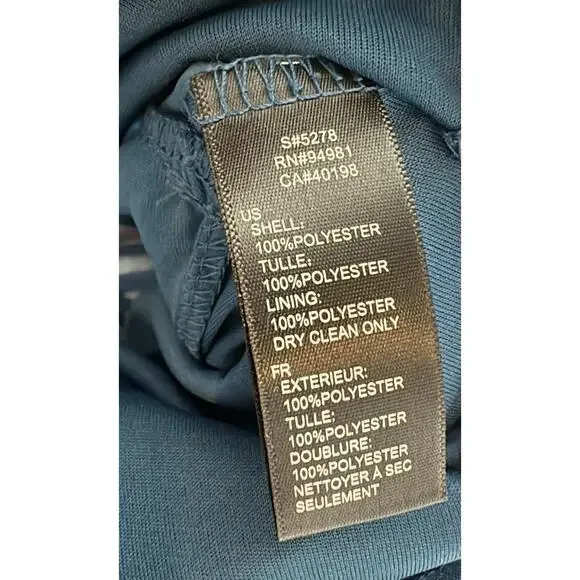 S#5278
RN#94981
CA#40198
US
SHELL:
100%POLYESTER
TULLE:
100%POLYESTER
LINING:
100%POLYESTER
DRY CLEAN ONLY
FR
EXTERIEUR:
100%POLYESTER
TULLE:
100%POLYESTER
DOUBLURE:
100%POLYESTER
NETTOYER À SEC
SEULEMENT